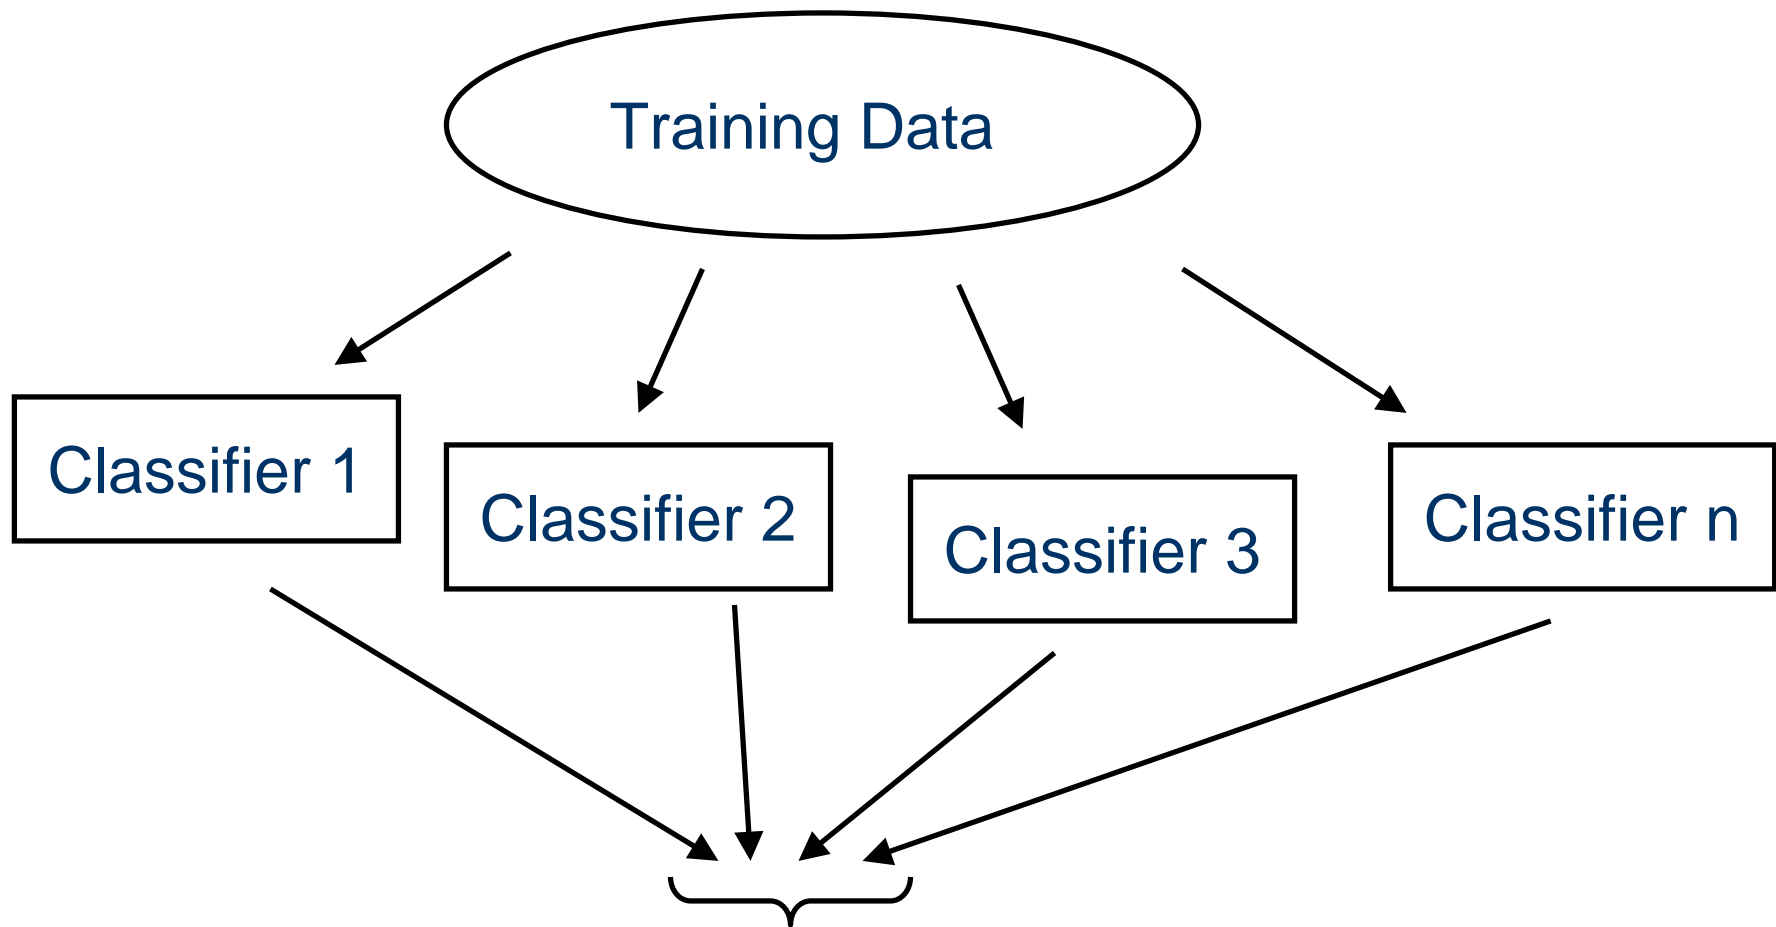 Training Data
Classifier 1
Classifier 2
Classifier 3
Classifier n